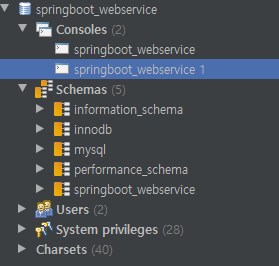 springboot_webservice
Consoles (2)
springboot_webservice
springboot_webservice 1
Schemas (5)
information_schema
innodb
mysql
performance_schema
springboot_webservice
Users (2)
System privileges (28)
Charsets (40)